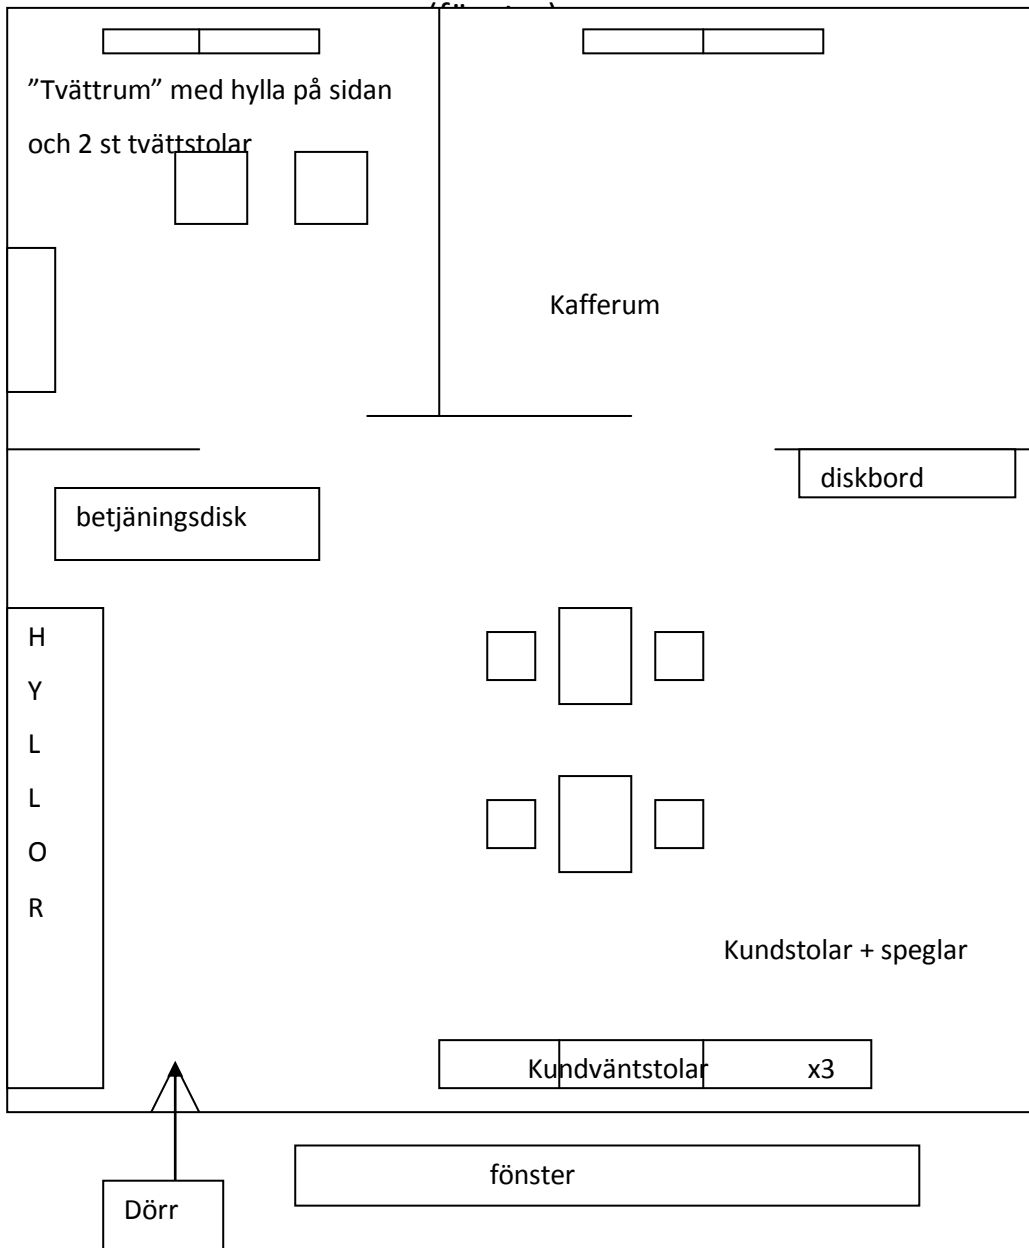 ”Tvättrum” med hylla på sidan
och 2 st tvättstolar
Kafferum
diskbord
betjäningsdisk
H
Y
L
L
O
R
Kundstolar + speglar
Kundväntstolar x3
fönster
Dörr